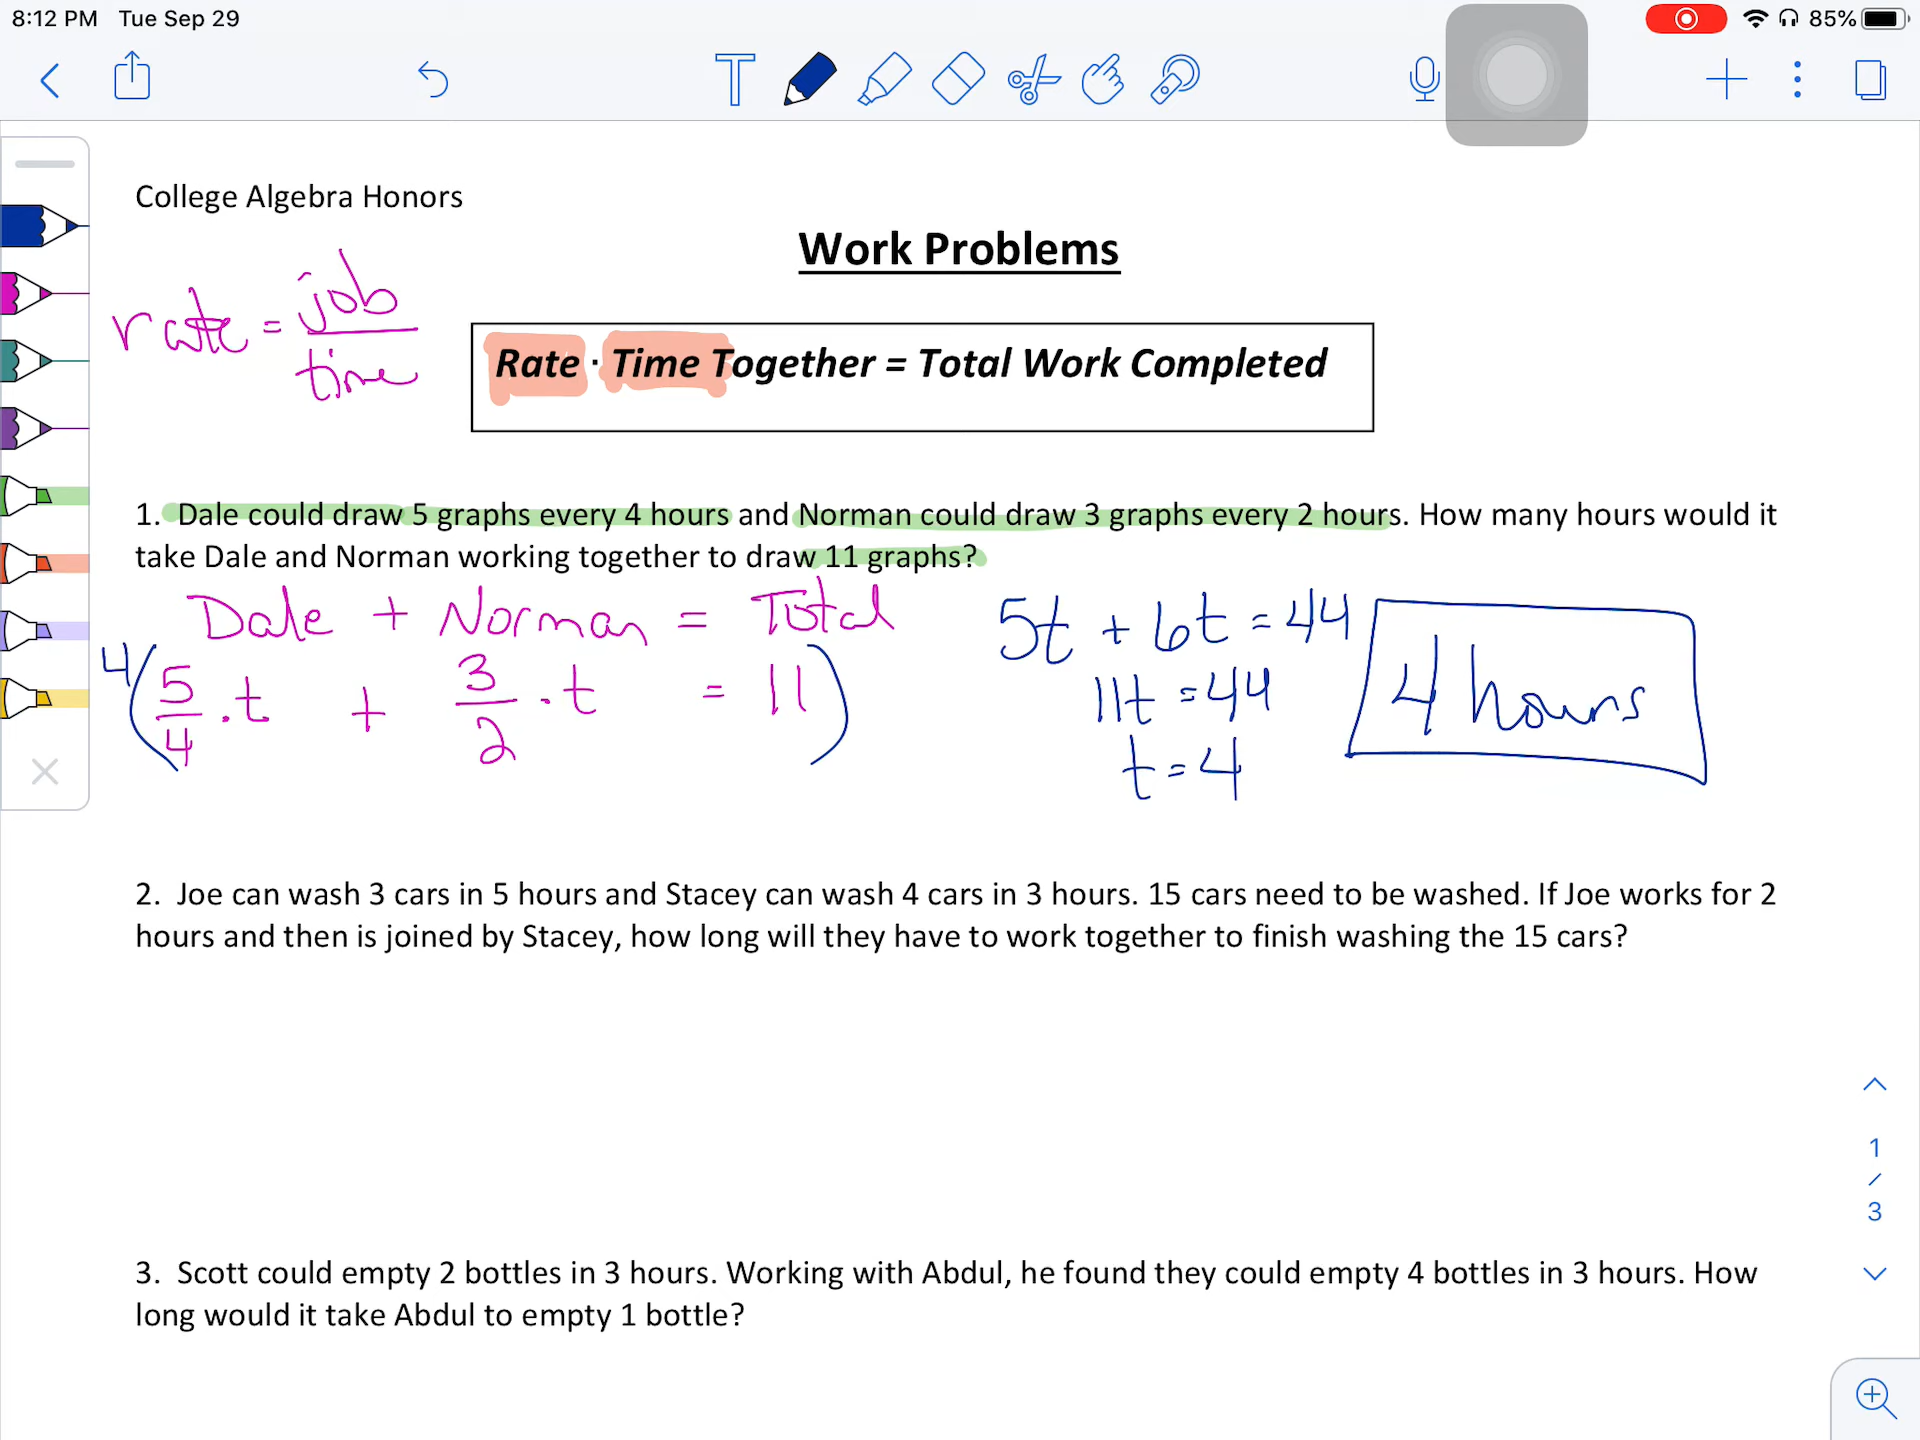 8:12 PM Tue Sep 29
85%
College Algebra Honors
Work Problems
rate = job
time
Rate · Time Together = Total Work Completed
1. Dale could draw 5 graphs every 4 hours and Norman could draw 3 graphs every 2 hours. How many hours would it
take Dale and Norman working together to draw 11 graphs?
Dale + Norman = Total
4(5/4 · t + 3/2 · t = 11)
5t + 6t = 44
11t = 44
t = 4
4 hours
2. Joe can wash 3 cars in 5 hours and Stacey can wash 4 cars in 3 hours. 15 cars need to be washed. If Joe works for 2
hours and then is joined by Stacey, how long will they have to work together to finish washing the 15 cars?
1
/
3
3. Scott could empty 2 bottles in 3 hours. Working with Abdul, he found they could empty 4 bottles in 3 hours. How
long would it take Abdul to empty 1 bottle?